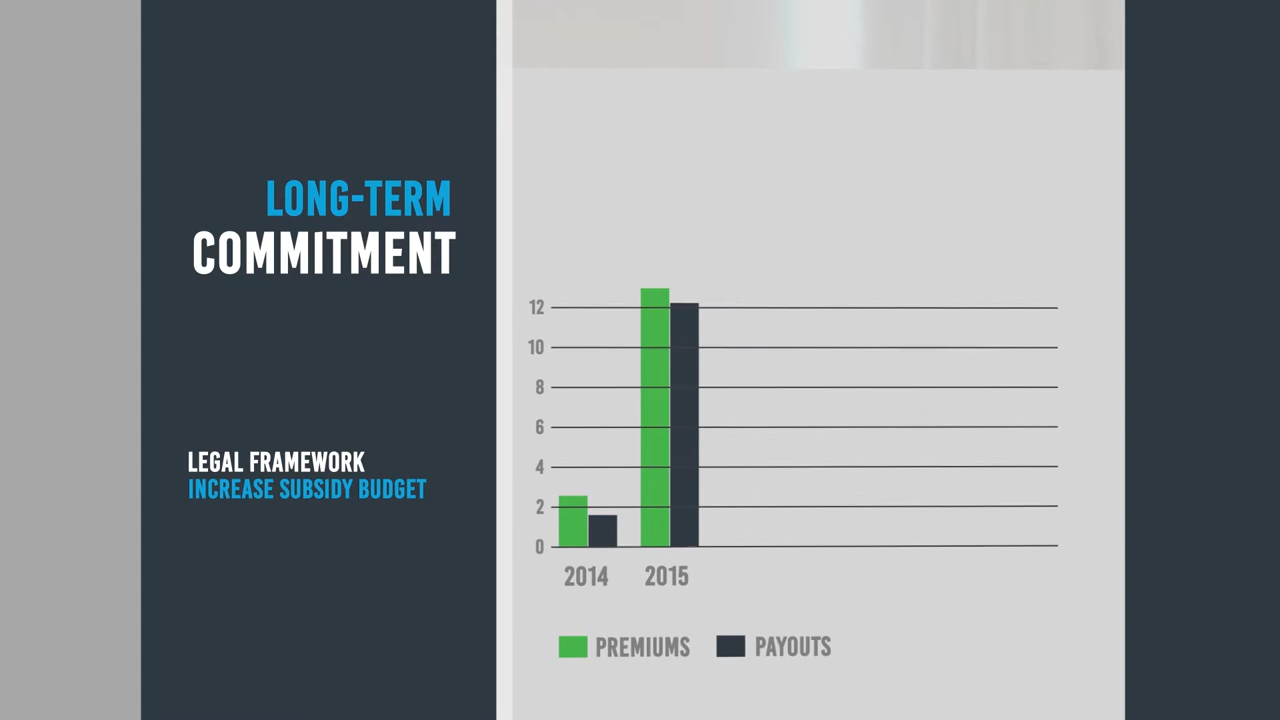 LONG-TERM
COMMITMENT
LEGAL FRAMEWORK
INCREASE SUBSIDY BUDGET
12
10
8
6
4
2
0
2014 2015
PREMIUMS PAYOUTS